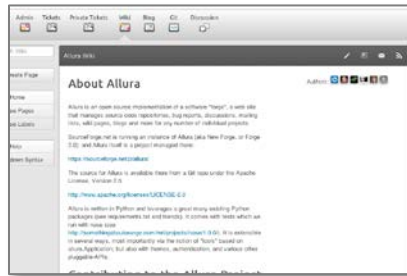 Admin Tickets Private Tickets Wiki Blog Git Discussion
Allura Wiki
Create Page
Home
Pages
Labels
Help
Syntax
About Allura
Authors:
Allura is an open source implementation of a software "forge", a web site
that manages source code repositories, bug reports, discussions, mailing
lists, wiki pages, blogs and more for any number of individual projects.
SourceForge.net is running an instance of Allura (aka New Forge, or Forge
2.0) and Allura itself is a project managed there:
https://sourceforge.net/p/allura/
The source for Allura is available there from a Git repo under the Apache
License, Version 2.0.
http://www.apache.org/licenses/LICENSE-2.0
Allura is written in Python and leverages a great many existing Python
packages (see requirements.txt and friends). It comes with tests which we
run with nose (see
It is extensible
in several ways, most importantly via the notion of "tools" based on
allura.Application; but also with themes, authentication, and various other
pluggable-APIs.
Contributing to the Allura Project